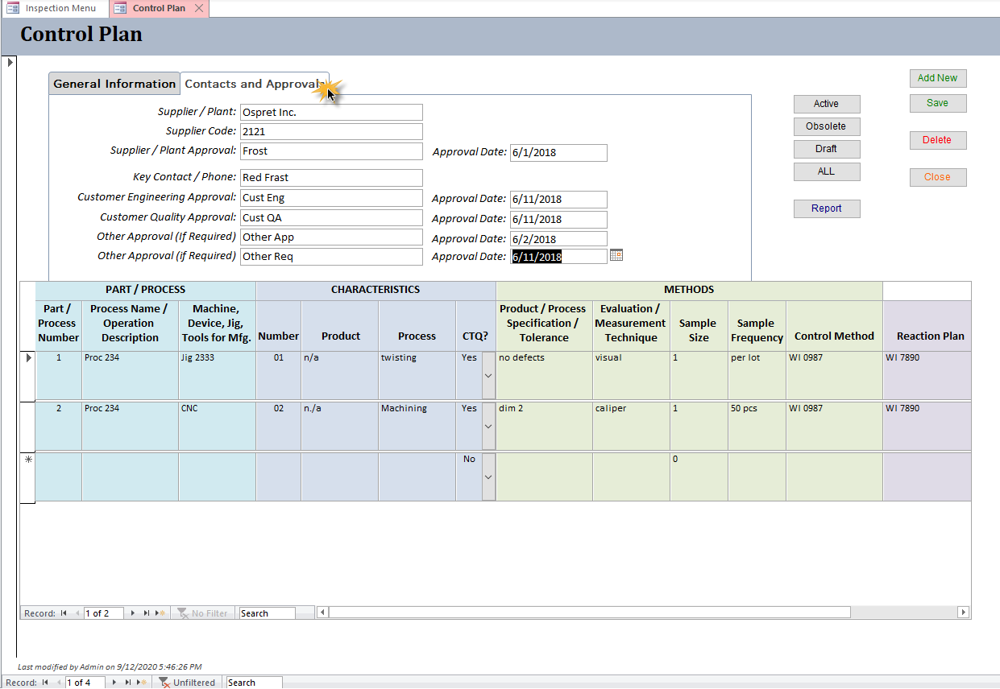 Inspection Menu Control Plan
Control Plan
General Information Contacts and Approvals
Add New
Save
Delete
Close
Active
Obsolete
Draft
ALL
Report
Supplier / Plant: Ospret Inc.
Supplier Code: 2121
Supplier / Plant Approval: Frost Approval Date: 6/1/2018
Key Contact / Phone: Red Frast
Customer Engineering Approval: Cust Eng Approval Date: 6/11/2018
Customer Quality Approval: Cust QA Approval Date: 6/11/2018
Other Approval (If Required) Other App Approval Date: 6/2/2018
Other Approval (if Required) Other Req Approval Date: 6/11/2018
PART / PROCESS CHARACTERISTICS METHODS
Part / Process Name / Machine, Product / Process Evaluation /
Process Operation Device, Jig, Specification / Measurement Sample Sample
Number Description Tools for Mfg. Number Product Process CTQ? Tolerance Technique Size Frequency Control Method Reaction Plan
1 Proc 234 Jig 2333 01 n/a twisting Yes no defects visual 1 per lot WI 0987 WI 7890
2 Proc 234 CNC 02 n./a Machining Yes dim 2 caliper 1 50 pcs WI 0987 WI 7890
No 0
Record: 1 of 2 No Filter Search
Last modified by Admin on 9/12/2020 5:46:26 PM
Record: 1 of 4 Unfiltered Search